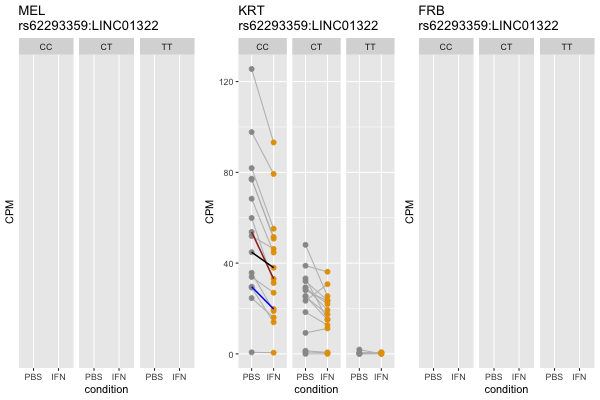 MEL
rs62293359:LINC01322
CC CT TT
CPM
PBS IFN PBS IFN PBS IFN
condition
KRT
rs62293359:LINC01322
CC CT TT
120
80
40
0
CPM
PBS IFN PBS IFN PBS IFN
condition
FRB
rs62293359:LINC01322
CC CT TT
CPM
PBS IFN PBS IFN PBS IFN
condition